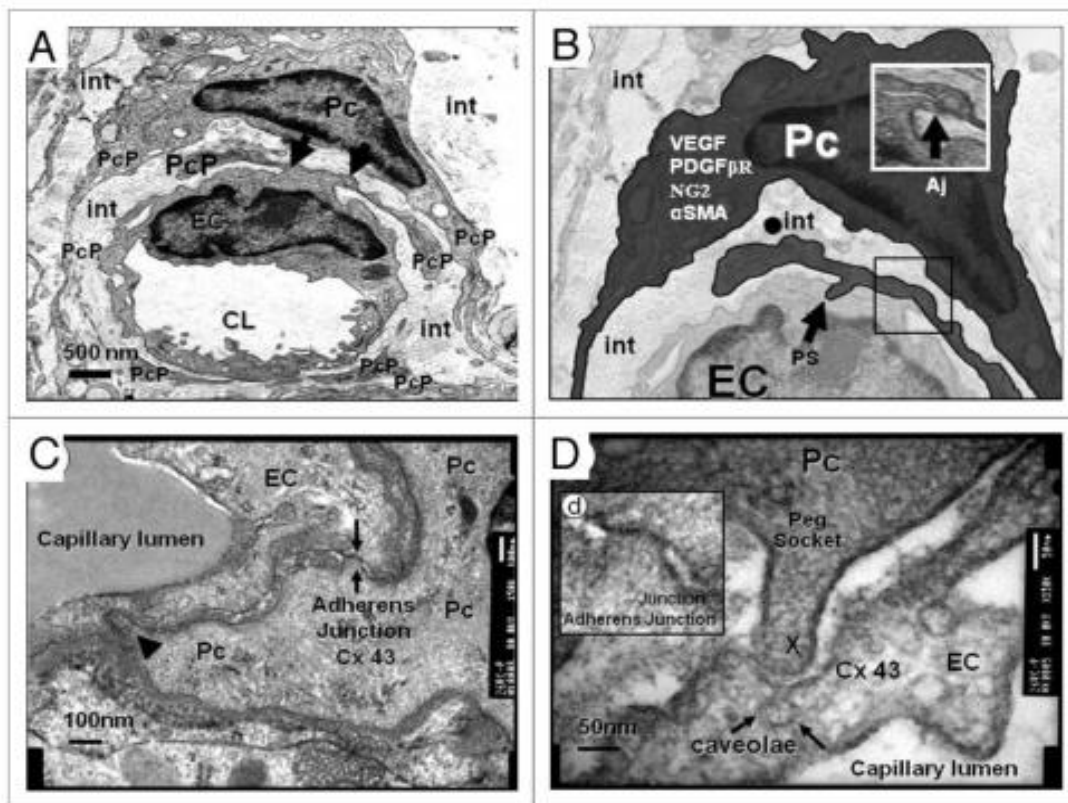 A
int
Pc
int
PcP
PcP
int
EC
PcP
PcP
PcP
CL
int
500 nm
PcP
PcP
PcP
B
int
VEGF
PDGFβR
NG2
αSMA
Pc
Aj
int
int
PS
EC
C
EC
Pc
Capillary lumen
Adherens
Junction
Cx 43
Pc
Pc
100nm
D
Pc
d
Peg
Socket
Junction
Adherens Junction
X
Cx 43
EC
50nm
caveolae
Capillary lumen